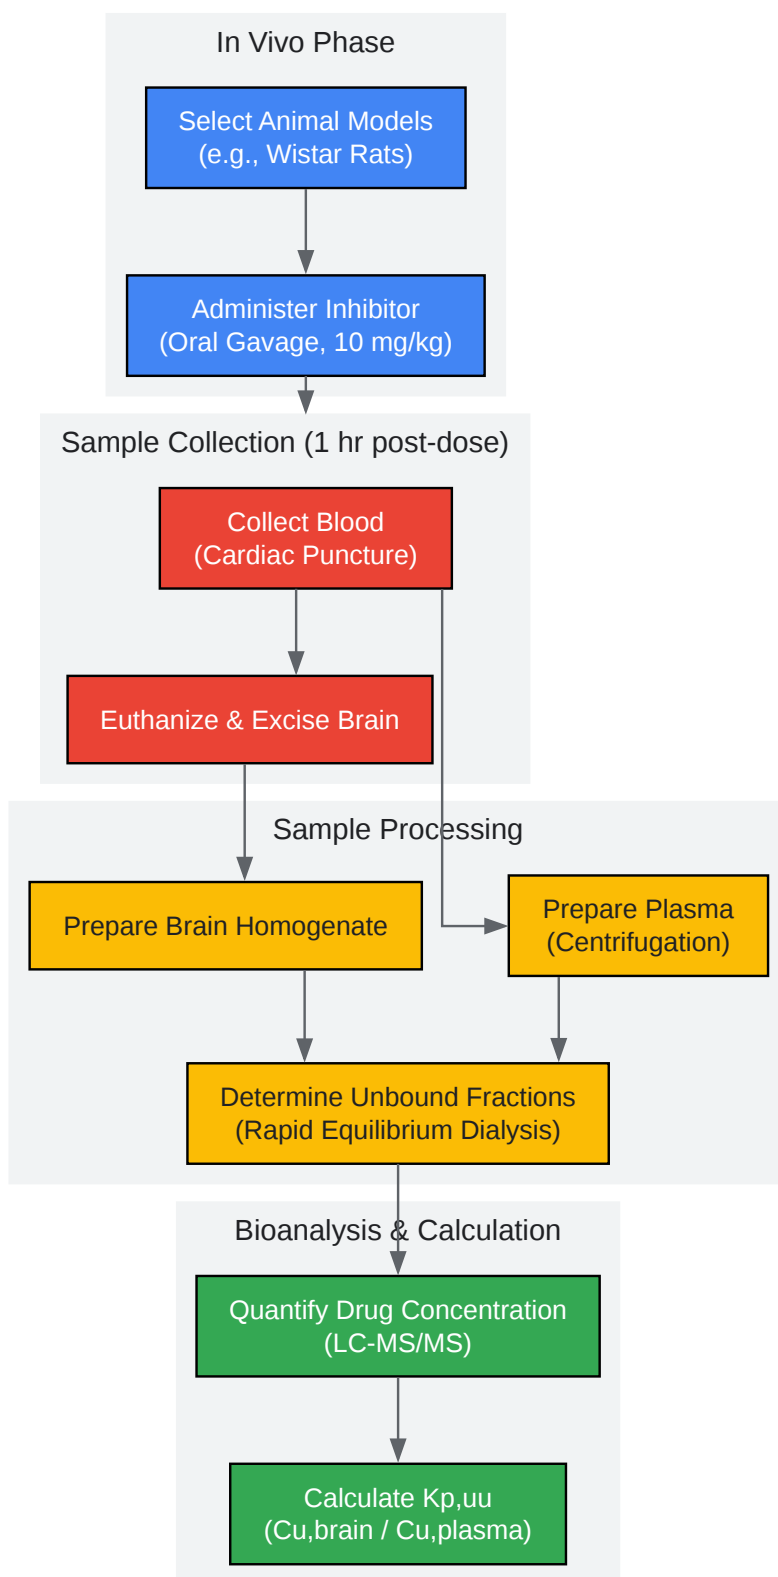 In Vivo Phase
Select Animal Models
(e.g., Wistar Rats)
Administer Inhibitor
(Oral Gavage, 10 mg/kg)
Sample Collection (1 hr post-dose)
Collect Blood
(Cardiac Puncture)
Euthanize & Excise Brain
Sample Processing
Prepare Brain Homogenate
Prepare Plasma
(Centrifugation)
Determine Unbound Fractions
(Rapid Equilibrium Dialysis)
Bioanalysis & Calculation
Quantify Drug Concentration
(LC-MS/MS)
Calculate Kp,uu
(Cu,brain / Cu,plasma)